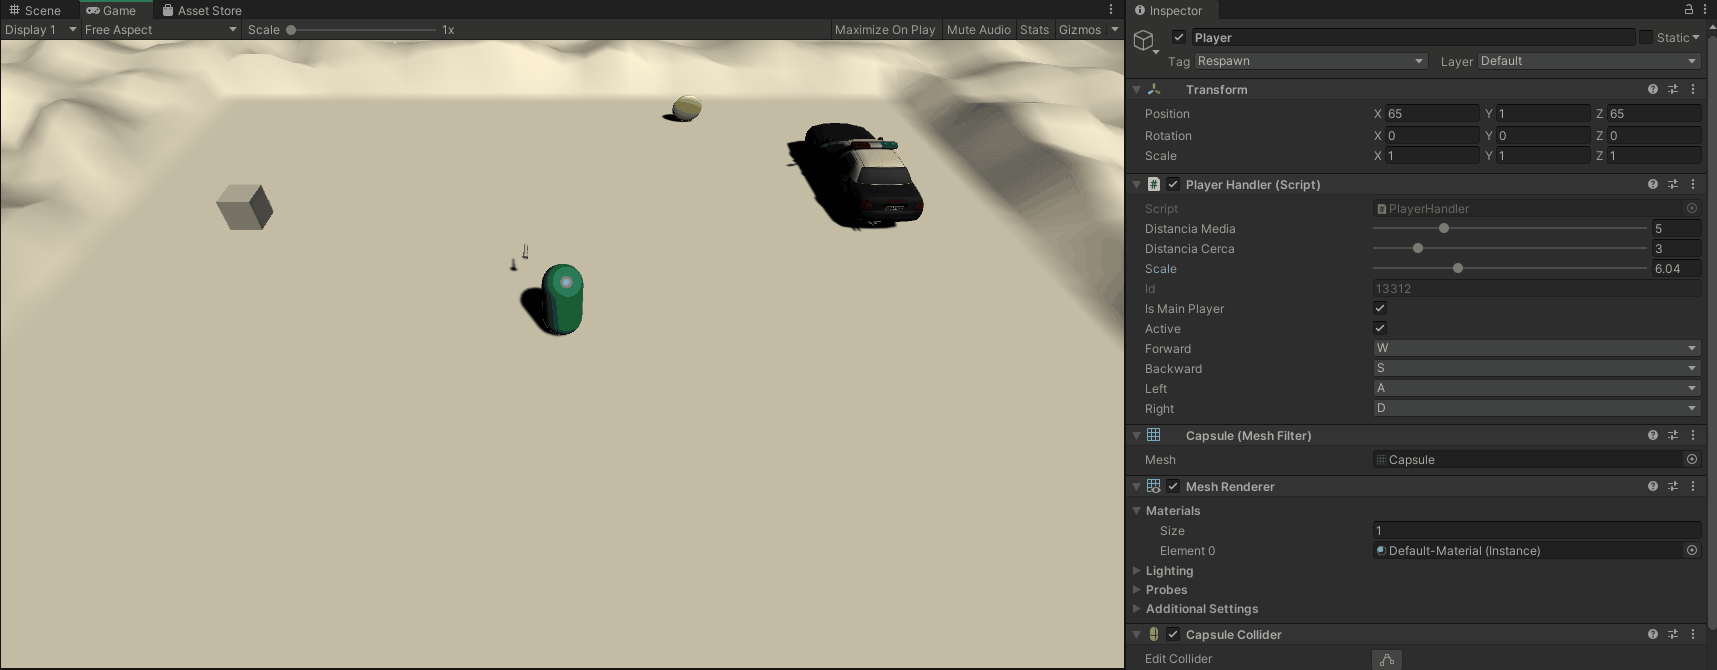 Scene Game Asset Store
Display 1 Free Aspect Scale 1x Maximize On Play Mute Audio Stats Gizmos
Inspector
Player Static
Tag Respawn Layer Default
Transform
Position X 65 Y 1 Z 65
Rotation X 0 Y 0 Z 0
Scale X 1 Y 1 Z 1
Player Handler (Script)
Script PlayerHandler
Distancia Media 5
Distancia Cerca 3
Scale 6.04
Id 13312
Is Main Player
Active
Forward W
Backward S
Left A
Right D
Capsule (Mesh Filter)
Mesh Capsule
Mesh Renderer
Materials
Size 1
Element 0 Default-Material (Instance)
Lighting
Probes
Additional Settings
Capsule Collider
Edit Collider